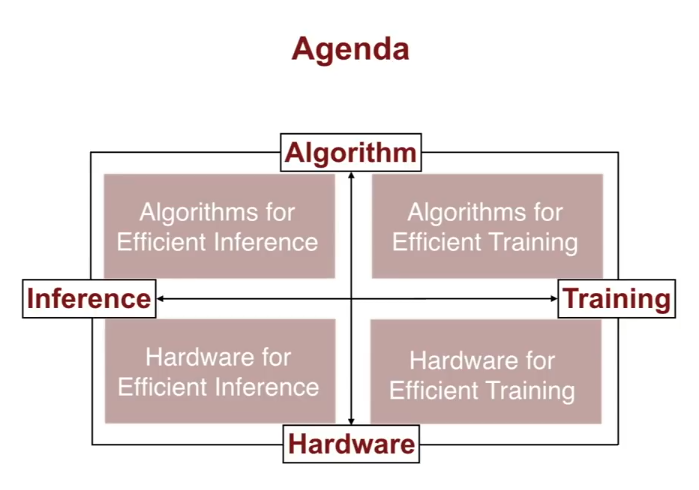 Agenda
Algorithm
Algorithms for
Efficient Inference
Algorithms for
Efficient Training
Inference
Training
Hardware for
Efficient Inference
Hardware for
Efficient Training
Hardware